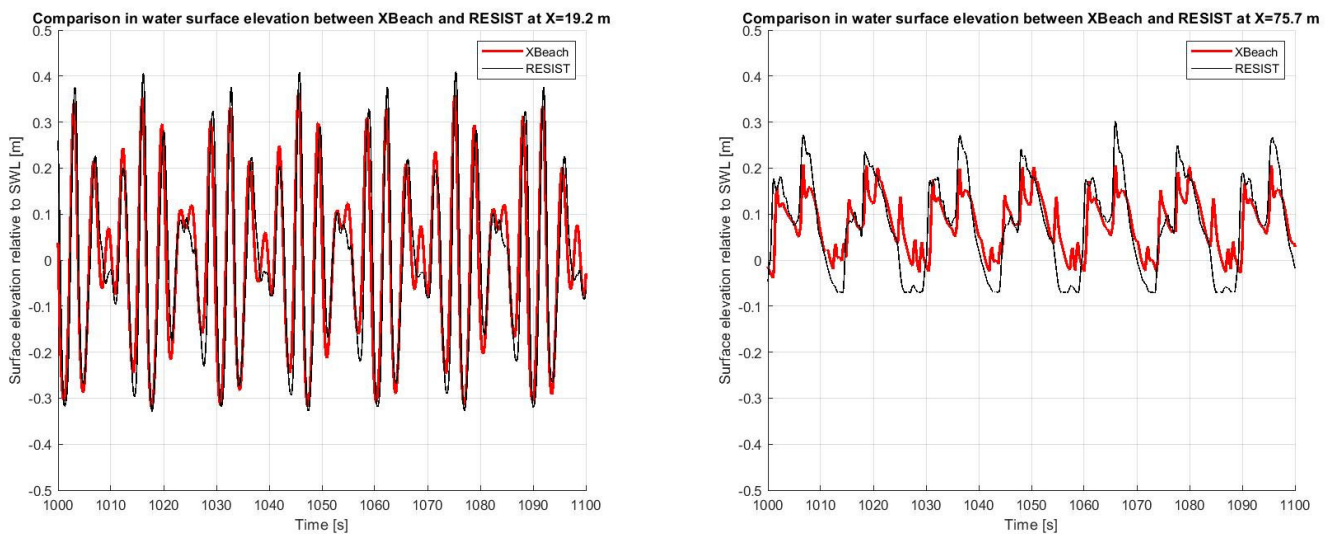 Comparison in water surface elevation between XBeach and RESIST at X=19.2 m
XBeach
RESIST
0.5
0.4
0.3
0.2
0.1
0
-0.1
-0.2
-0.3
-0.4
-0.5
Surface elevation relative to SWL [m]
1000 1010 1020 1030 1040 1050 1060 1070 1080 1090 1100
Time [s]
Comparison in water surface elevation between XBeach and RESIST at X=75.7 m
XBeach
RESIST
0.5
0.4
0.3
0.2
0.1
0
-0.1
-0.2
-0.3
-0.4
-0.5
Surface elevation relative to SWL [m]
1000 1010 1020 1030 1040 1050 1060 1070 1080 1090 1100
Time [s]